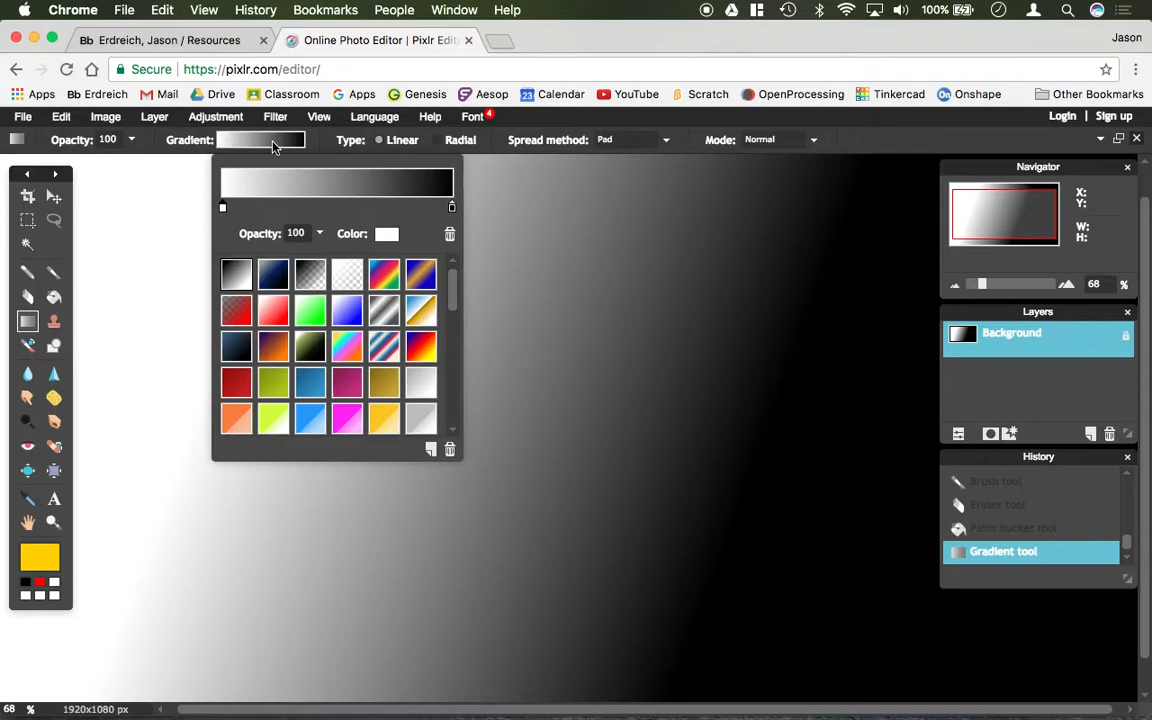 Chrome File Edit View History Bookmarks People Window Help 100%
Bb Erdreich, Jason / Resources Online Photo Editor | Pixlr Edit Jason
Secure https://pixlr.com/editor/
Apps Bb Erdreich Mail Drive Classroom Apps Genesis Aesop 23 Calendar YouTube Scratch OpenProcessing Tinkercad On Onshape Other Bookmarks
File Edit Image Layer Adjustment Filter View Language Help Font 4 Login | Sign up
Opacity: 100 Gradient: Type: Linear Radial Spread method: Pad Mode: Normal
Navigator
X:
Y:
W:
H:
68 %
Opacity: 100 Color:
Layers
Background
History
Brush tool
Eraser tool
Paint bucket tool
Gradient tool
A
68 % 1920x1080 px